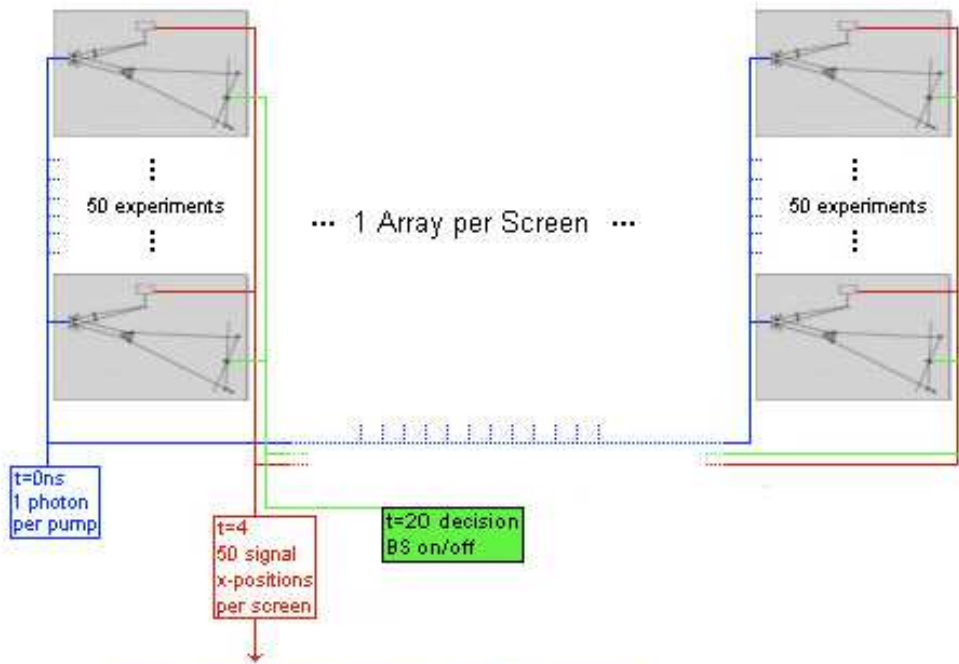 50 experiments
... 1 Array per Screen ...
50 experiments
t=0ns
1 photon
per pump
t=4
50 signal
x-positions
per screen
t=20 decision
BS on/off